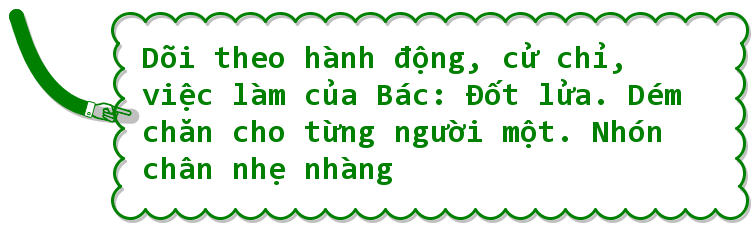 Dõi theo hành động, cử chỉ,
việc làm của Bác: Đốt lửa. Dém
chăn cho từng người một. Nhón
chân nhẹ nhàng